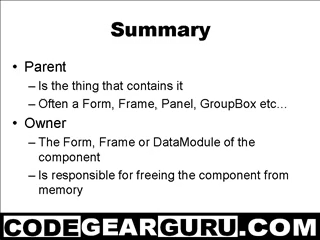 Summary
• Parent
– Is the thing that contains it
– Often a Form, Frame, Panel, GroupBox etc...
• Owner
– The Form, Frame or DataModule of the
component
– Is responsible for freeing the component from
memory
CODEGEARGURU.COM